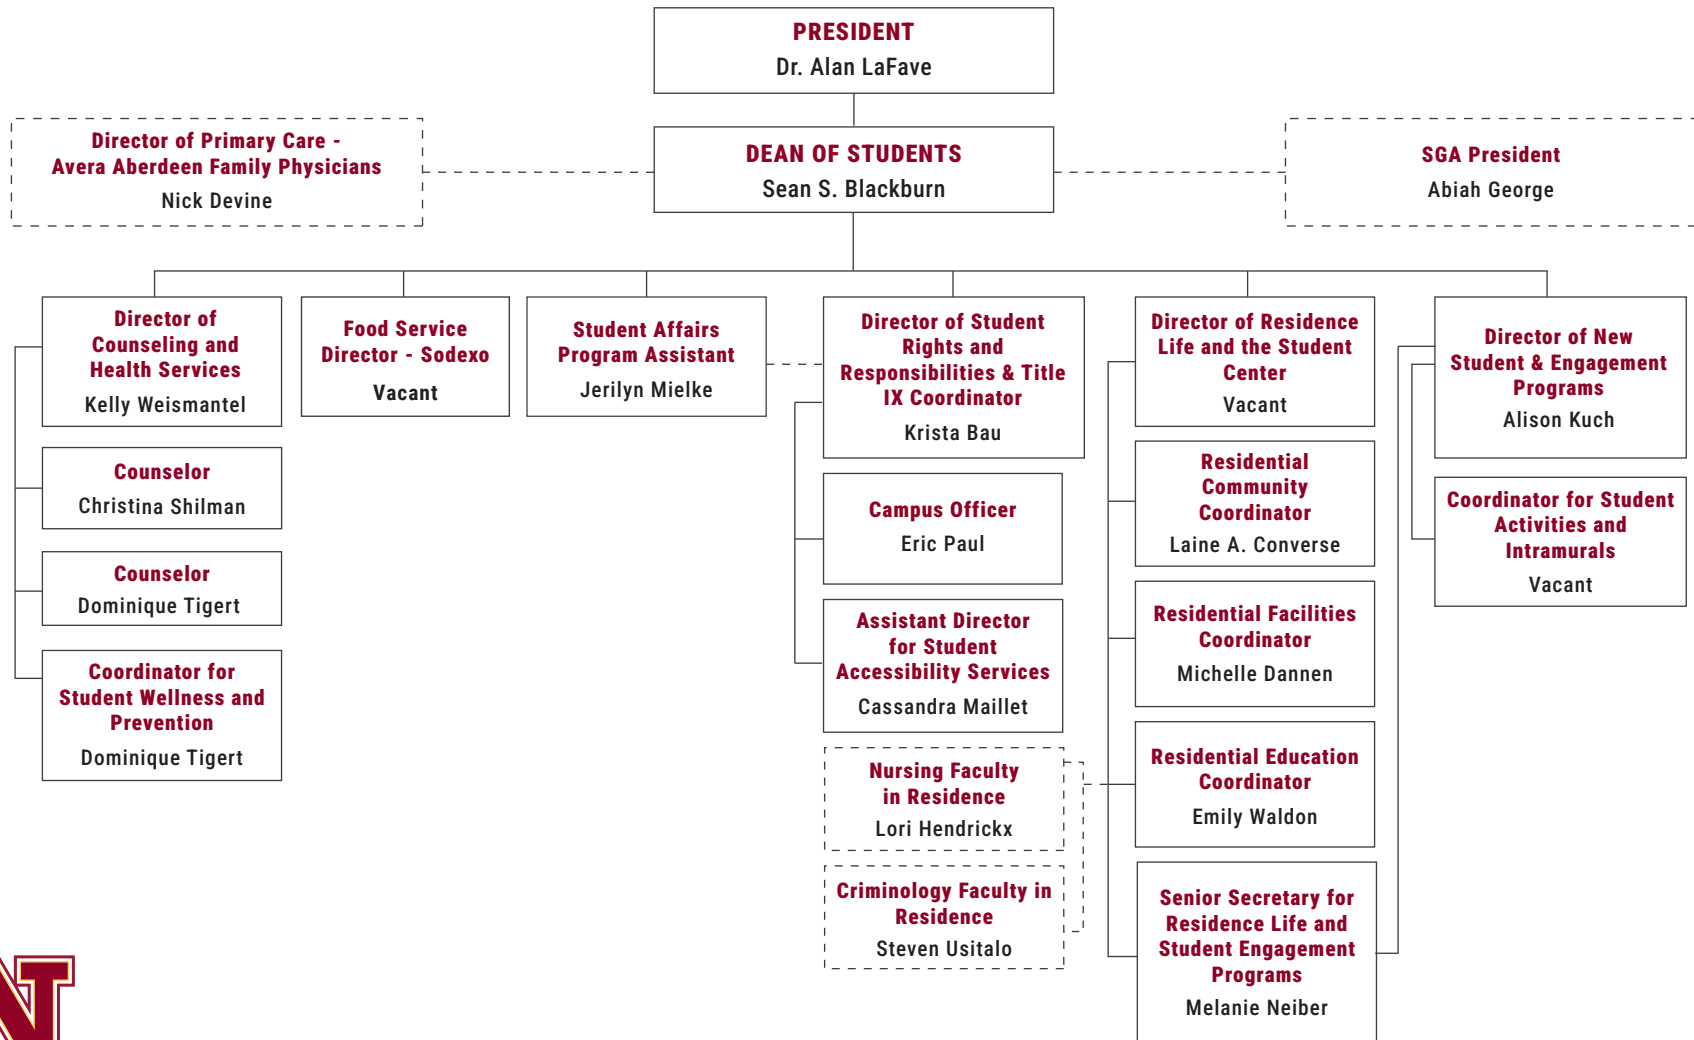 PRESIDENT
Dr. Alan LaFave
Director of Primary Care -
Avera Aberdeen Family Physicians
Nick Devine
DEAN OF STUDENTS
Sean S. Blackburn
SGA President
Abiah George
Director of
Counseling and
Health Services
Kelly Weismantel
Counselor
Christina Shilman
Counselor
Dominique Tigert
Coordinator for
Student Wellness and
Prevention
Dominique Tigert
Food Service
Director - Sodexo
Vacant
Student Affairs
Program Assistant
Jerilyn Mielke
Director of Student
Rights and
Responsibilities & Title
IX Coordinator
Krista Bau
Campus Officer
Eric Paul
Assistant Director
for Student
Accessibility Services
Cassandra Maillet
Nursing Faculty
in Residence
Lori Hendrickx
Criminology Faculty in
Residence
Steven Usitalo
Director of Residence
Life and the Student
Center
Vacant
Residential
Community
Coordinator
Laine A. Converse
Residential Facilities
Coordinator
Michelle Dannen
Residential Education
Coordinator
Emily Waldon
Senior Secretary for
Residence Life and
Student Engagement
Programs
Melanie Neiber
Director of New
Student & Engagement
Programs
Alison Kuch
Coordinator for Student
Activities and
Intramurals
Vacant
N